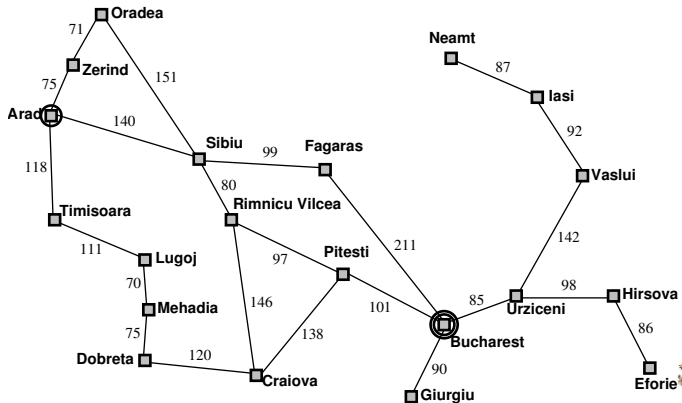 Oradea
71
Neamt
Zerind
87
75
151
Iasi
Arad
140
92
Sibiu
Fagaras
99
118
Vaslui
80
Timisoara
Rimnicu Vilcea
142
111
211
Lugoj
97
Pitesti
70
98
Hirsova
146
85
Mehadia
101
Urziceni
138
86
75
Bucharest
120
Dobreta
90
Craiova
Eforie
Giurgiu